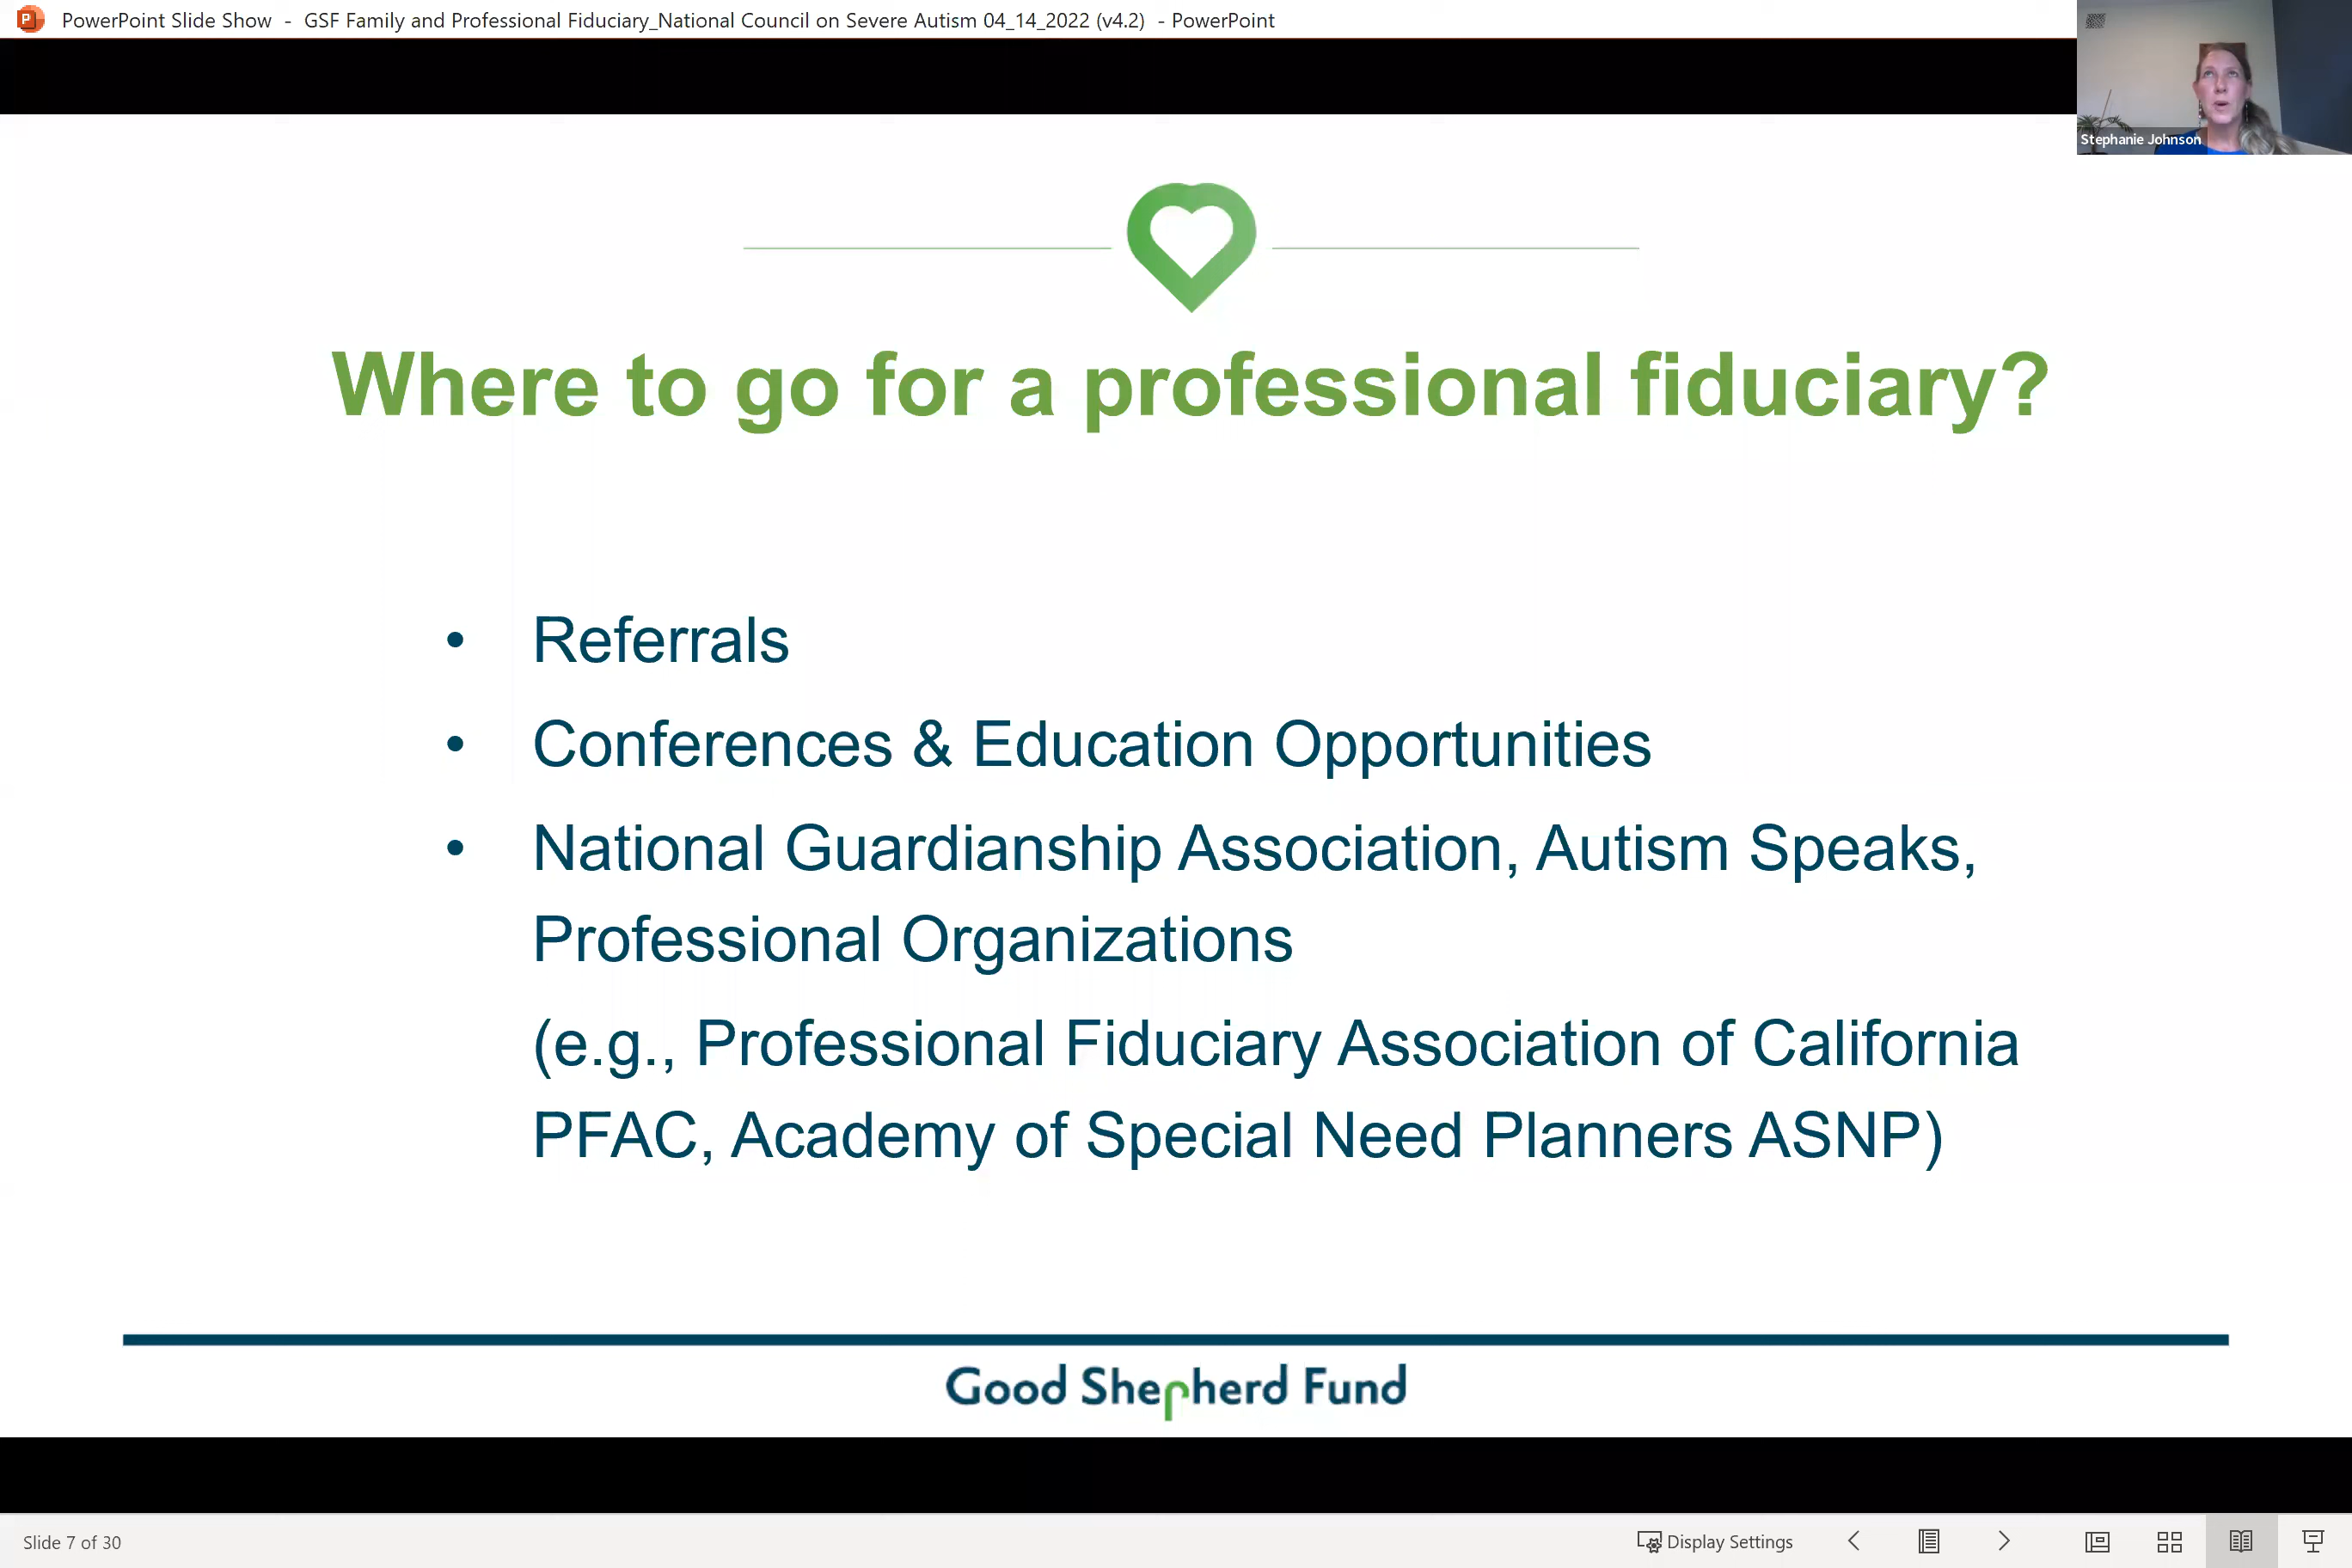 PowerPoint Slide Show - GSF Family and Professional Fiduciary_National Council on Severe Autism 04_14_2022 (v4.2) - PowerPoint
Stephanie Johnson
Where to go for a professional fiduciary?
• Referrals
• Conferences & Education Opportunities
• National Guardianship Association, Autism Speaks,
Professional Organizations
(e.g., Professional Fiduciary Association of California
PFAC, Academy of Special Need Planners ASNP)
Good Shepherd Fund
Slide 7 of 30
Display Settings